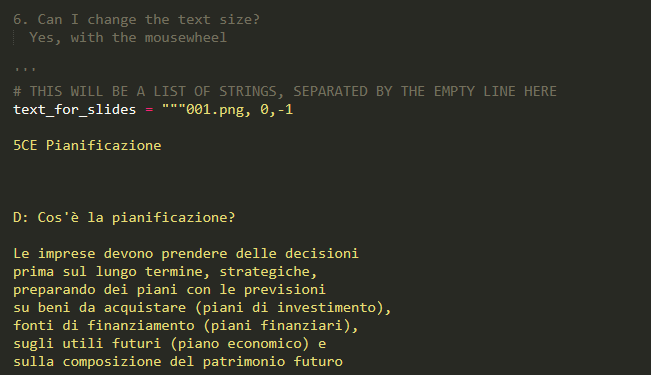 6. Can I change the text size?
Yes, with the mousewheel
'''
# THIS WILL BE A LIST OF STRINGS, SEPARATED BY THE EMPTY LINE HERE
text_for_slides = """001.png, 0,-1
5CE Pianificazione
D: Cos'è la pianificazione?
Le imprese devono prendere delle decisioni
prima sul lungo termine, strategiche,
preparando dei piani con le previsioni
su beni da acquistare (piani di investimento),
fonti di finanziamento (piani finanziari),
sugli utili futuri (piano economico) e
sulla composizione del patrimonio futuro